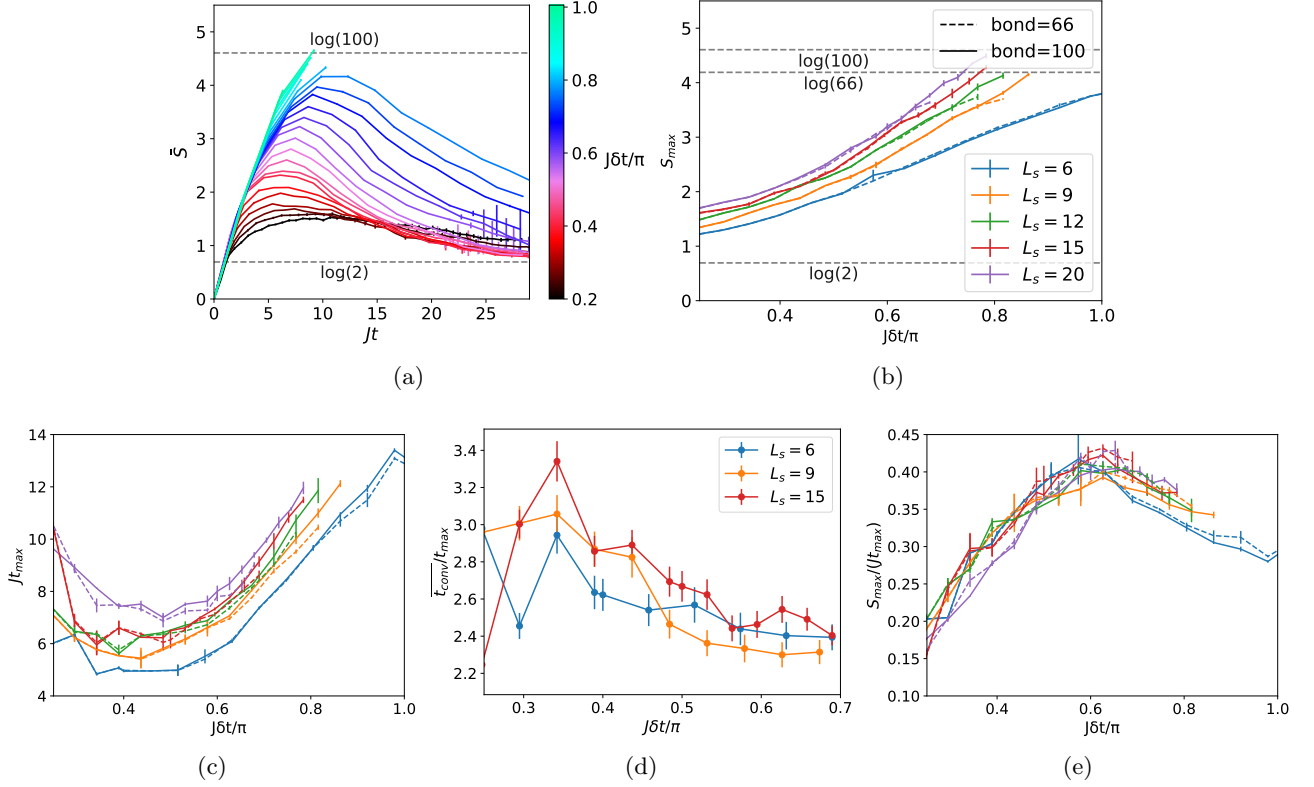 5
4
3
2
1
0
S̄
log(100)
log(2)
0 5 10 15 20 25
Jt
1.0
0.8
0.6
0.4
0.2
Jδt/π
(a)
5
4
3
2
1
0
S_max
log(100)
log(66)
log(2)
bond=66
bond=100
L_s = 6
L_s = 9
L_s = 12
L_s = 15
L_s = 20
0.4 0.6 0.8 1.0
Jδt/π
(b)
14
12
10
8
6
4
Jt_max
0.4 0.6 0.8 1.0
Jδt/π
(c)
3.4
3.2
3.0
2.8
2.6
2.4
2.2
t̅_conv/t_max
L_s = 6
L_s = 9
L_s = 15
0.3 0.4 0.5 0.6 0.7
Jδt/π
(d)
0.45
0.40
0.35
0.30
0.25
0.20
0.15
0.10
S_max/(Jt_max)
0.4 0.6 0.8 1.0
Jδt/π
(e)